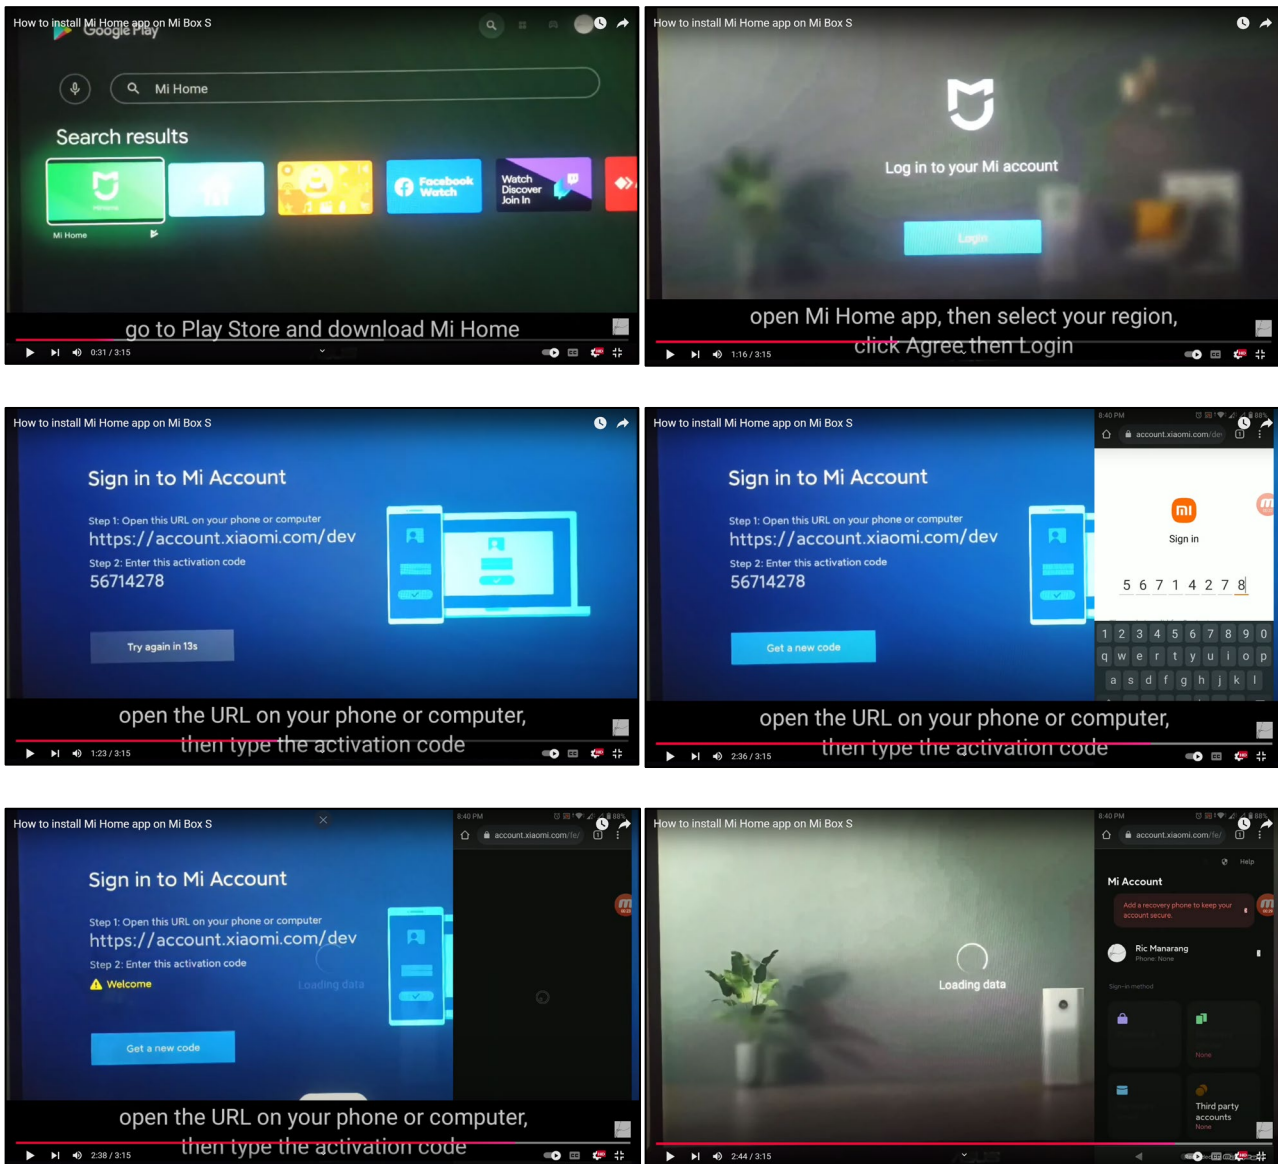 How to install Mi Home app on Mi Box S
Google Play
Mi Home
Search results
Mi Home
Facebook Watch
Watch
Discover
Join In
go to Play Store and download Mi Home
0:31 / 3:15
How to install Mi Home app on Mi Box S
Log in to your Mi account
Login
open Mi Home app, then select your region,
click Agree then Login
1:16 / 3:15
How to install Mi Home app on Mi Box S
Sign in to Mi Account
Step 1: Open this URL on your phone or computer
https://account.xiaomi.com/dev
Step 2: Enter this activation code
56714278
Try again in 13s
open the URL on your phone or computer,
then type the activation code
1:23 / 3:15
How to install Mi Home app on Mi Box S
8:40 PM
88%
account.xiaomi.com/dev
Sign in to Mi Account
Step 1: Open this URL on your phone or computer
https://account.xiaomi.com/dev
Step 2: Enter this activation code
56714278
Get a new code
mi
Sign in
5 6 7 1 4 2 7 8
1 2 3 4 5 6 7 8 9 0
q w e r t y u i o p
a s d f g h j k l
open the URL on your phone or computer,
then type the activation code
2:36 / 3:15
How to install Mi Home app on Mi Box S
8:40 PM
88%
account.xiaomi.com/fe/
Sign in to Mi Account
Step 1: Open this URL on your phone or computer
https://account.xiaomi.com/dev
Step 2: Enter this activation code
Welcome
Loading data
Get a new code
open the URL on your phone or computer,
then type the activation code
2:38 / 3:15
How to install Mi Home app on Mi Box S
8:40 PM
88%
account.xiaomi.com/fe/
Help
Mi Account
Add a recovery phone to keep your
account secure.
Ric Manarang
Phone: None
Sign-in method
Loading data
None
Third party
accounts
None
2:44 / 3:15